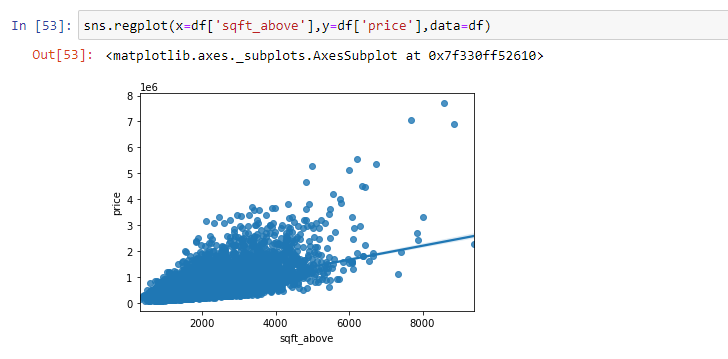 In [53]: sns.regplot(x=df['sqft_above'],y=df['price'],data=df)
Out[53]: <matplotlib.axes._subplots.AxesSubplot at 0x7f330ff52610>
1e6
8
7
6
5
4
3
2
1
0
price
2000 4000 6000 8000
sqft_above